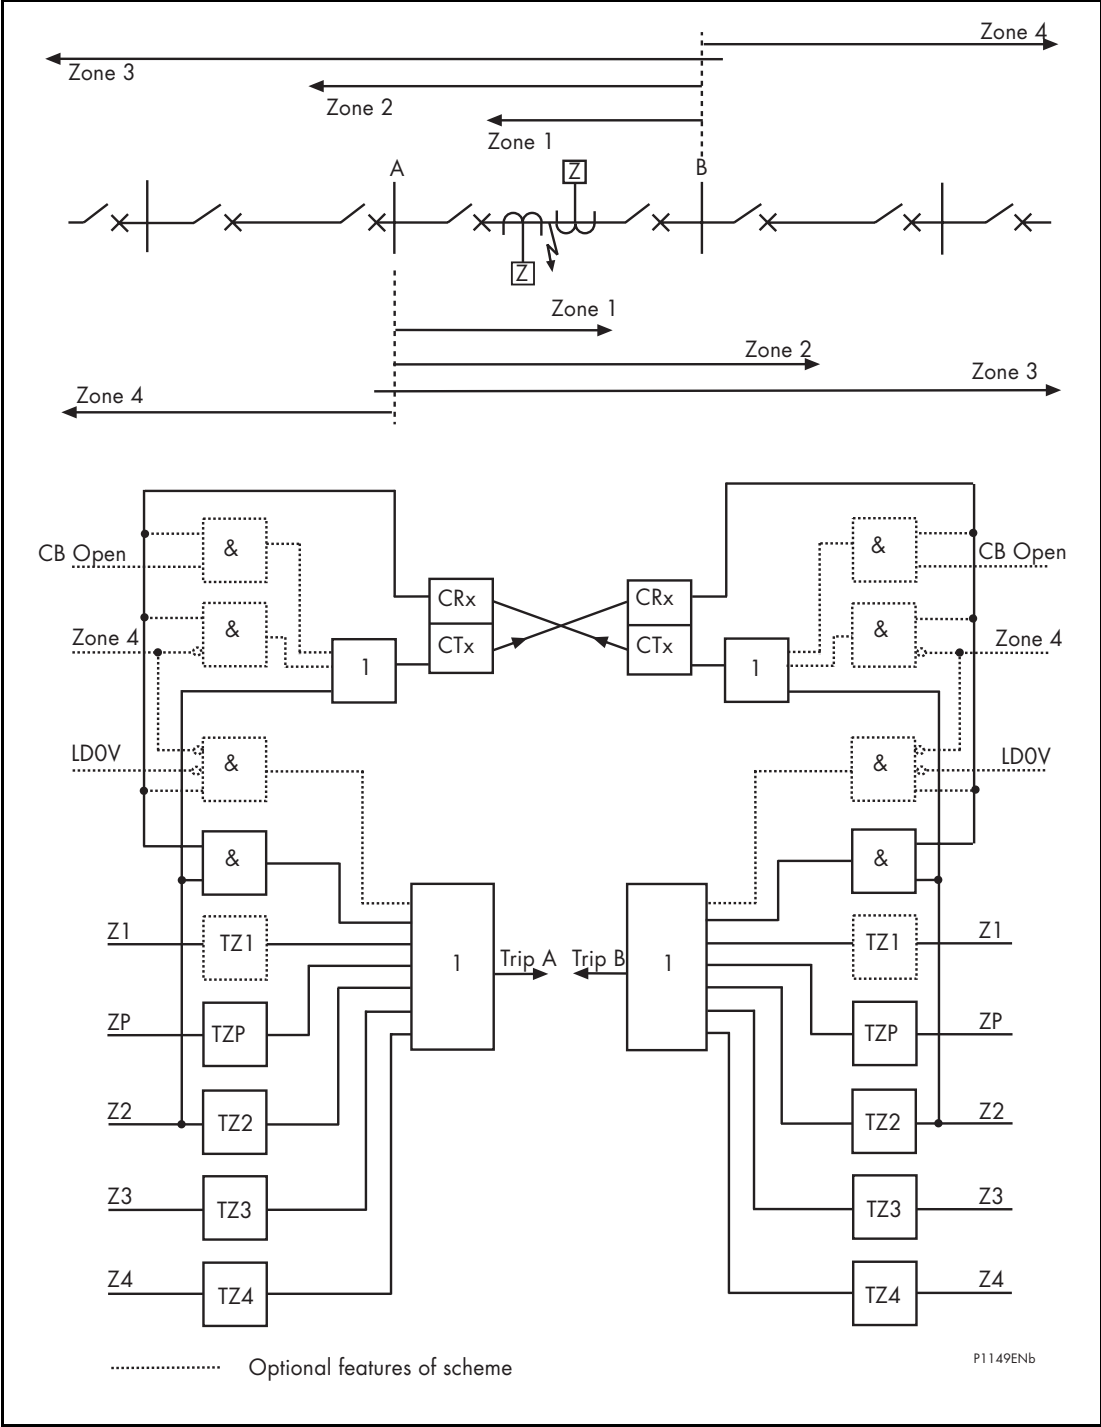 Zone 4
Zone 3
Zone 2
Zone 1
A
B
Z
Z
Zone 1
Zone 2
Zone 3
Zone 4
& &
CB Open CB Open
CRx CRx
Zone 4 & & Zone 4
CTx CTx
1 1
LD0V & & LD0V
& &
Z1 TZ1 TZ1 Z1
1 Trip A Trip B 1
ZP TZP TZP ZP
Z2 TZ2 TZ2 Z2
Z3 TZ3 TZ3 Z3
Z4 TZ4 TZ4 Z4
Optional features of scheme
P1149ENb